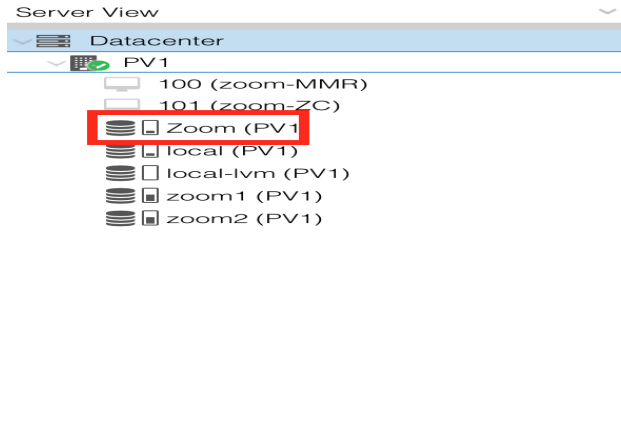 Server View
Datacenter
PV1
100 (zoom-MMR)
101 (zoom-ZC)
Zoom (PV1
local (PV1)
local-lvm (PV1)
zoom1 (PV1)
zoom2 (PV1)